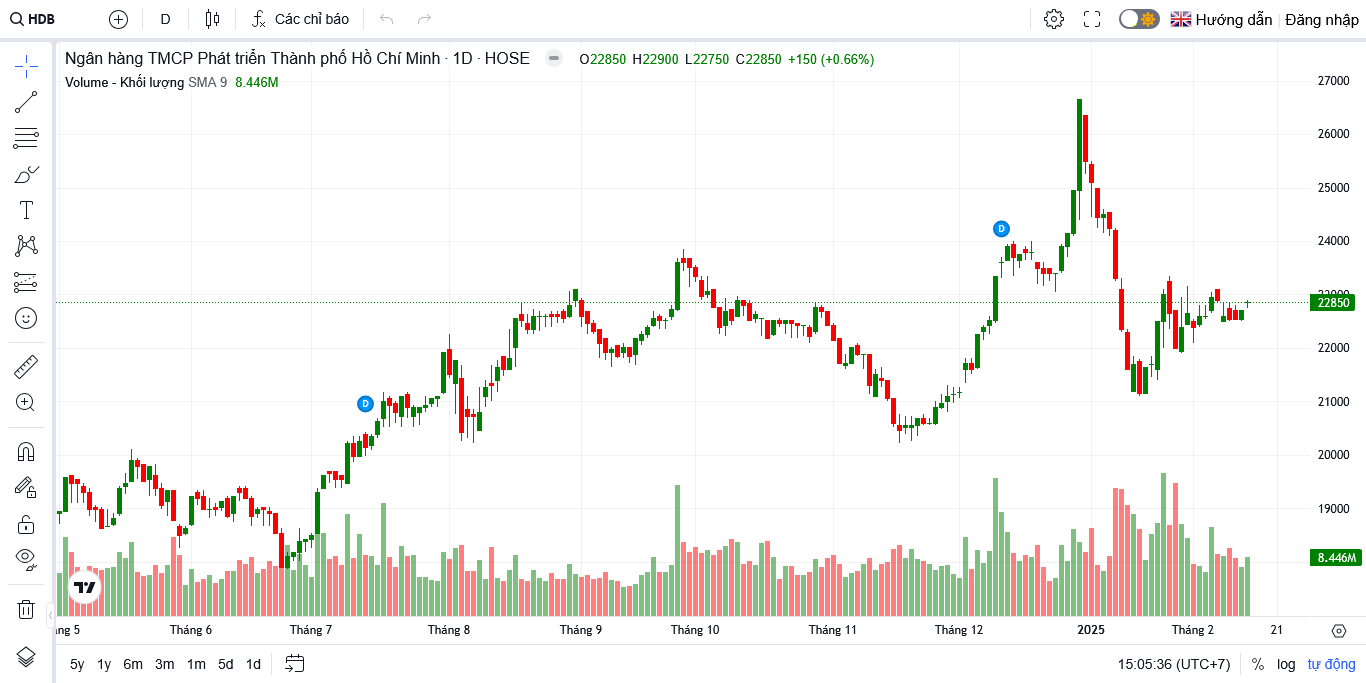 HDB D Các chỉ báo Hướng dẫn Đăng nhập
Ngân hàng TMCP Phát triển Thành phố Hồ Chí Minh · 1D · HOSE O22850 H22900 L22750 C22850 +150 (+0.66%)
Volume - Khối lượng SMA 9 8.446M
27000
26000
25000
D
24000
23000
22850
22000
D
21000
20000
19000
8.446M
ng 5 Tháng 6 Tháng 7 Tháng 8 Tháng 9 Tháng 10 Tháng 11 Tháng 12 2025 Tháng 2 21
5y 1y 6m 3m 1m 5d 1d 15:05:36 (UTC+7) % log tự động